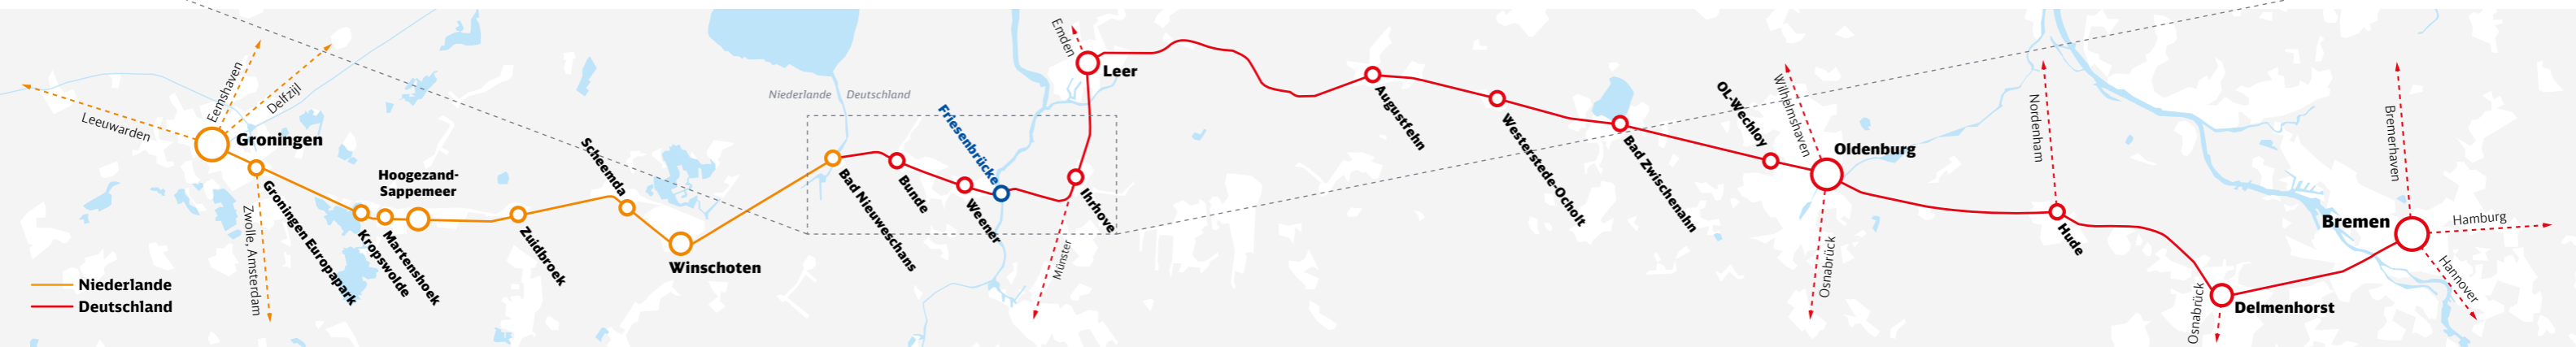 Leeuwarden
Eemshaven
Delfzijl
Groningen
Groningen Europapark
Zwolle, Amsterdam
Kropswolde
Martenshoek
Hoogezand-
Sappemeer
Zuidbroek
Scheemda
Winschoten
Niederlande
Deutschland
Bad Nieuweschans
Bunde
Weener
Friesenbrücke
Ihrhove
Münster
Emden
Leer
Augustfehn
Westerstede-Ocholt
Bad Zwischenahn
OL-Wechloy
Wilhelmshaven
Oldenburg
Osnabrück
Nordenham
Hude
Osnabrück
Delmenhorst
Bremen
Bremerhaven
Hamburg
Hannover
Niederlande
Deutschland